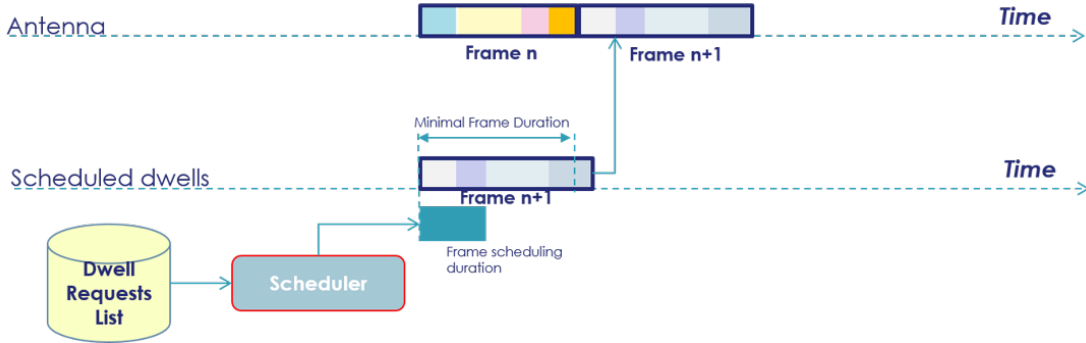 Antenna
Time
Frame n
Frame n+1
Minimal Frame Duration
Scheduled dwells
Time
Frame n+1
Frame scheduling
duration
Dwell
Requests
List
Scheduler